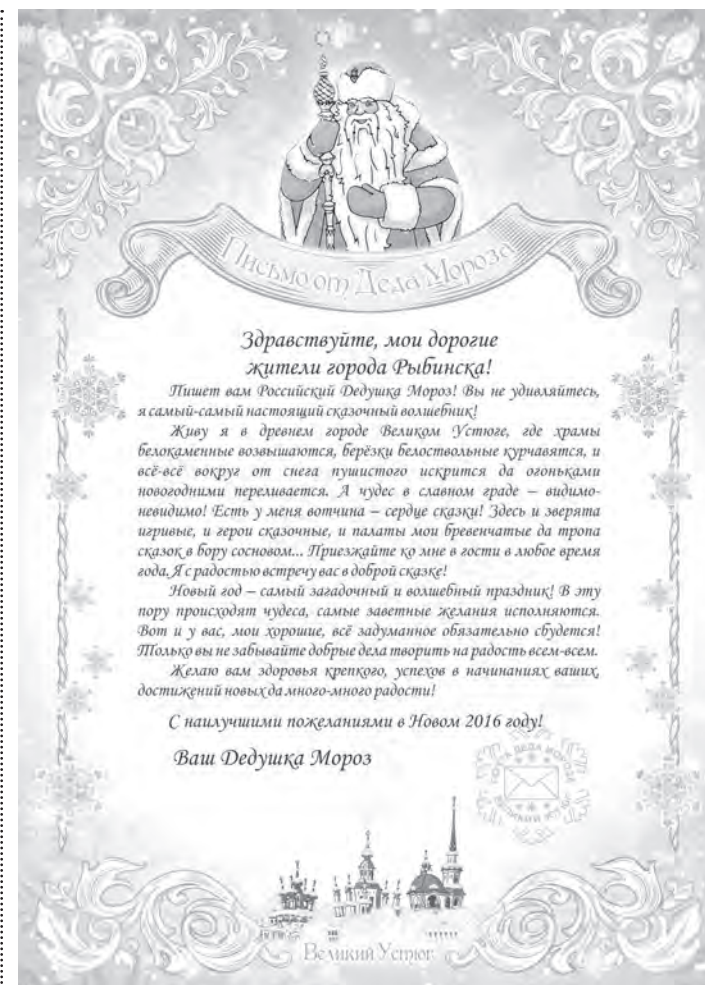 Письмо от Деда Мороза
Здравствуйте, мои дорогие
жители города Рыбинска!
Пишет вам Российский Дедушка Мороз! Вы не удивляйтесь,
я самый-самый настоящий сказочный волшебник!
Живу я в древнем городе Великом Устюге, где храмы
белокаменные возвышаются, берёзки белоствольные курчавятся, и
всё-всё вокруг от снега пушистого искрится да огоньками
новогодними переливается. А чудес в славном граде – видимо-
невидимо! Есть у меня вотчина – сердце сказки! Здесь и зверята
игривые, и герои сказочные, и палаты мои бревенчатые да тропа
сказок в бору сосновом... Приезжайте ко мне в гости в любое время
года. Я с радостью встречу вас в доброй сказке!
Новый год – самый загадочный и волшебный праздник! В эту
пору происходят чудеса, самые заветные желания исполняются.
Вот и у вас, мои хорошие, всё задуманное обязательно сбудется!
Только вы не забывайте добрые дела творить на радость всем-всем.
Желаю вам здоровья крепкого, успехов в начинаниях ваших,
достижений новых да много-много радости!
С наилучшими пожеланиями в Новом 2016 году!
Ваш Дедушка Мороз
ПОЧТА ДЕДА МОРОЗА
ВЕЛИКИЙ УСТЮГ
Великий Устюг